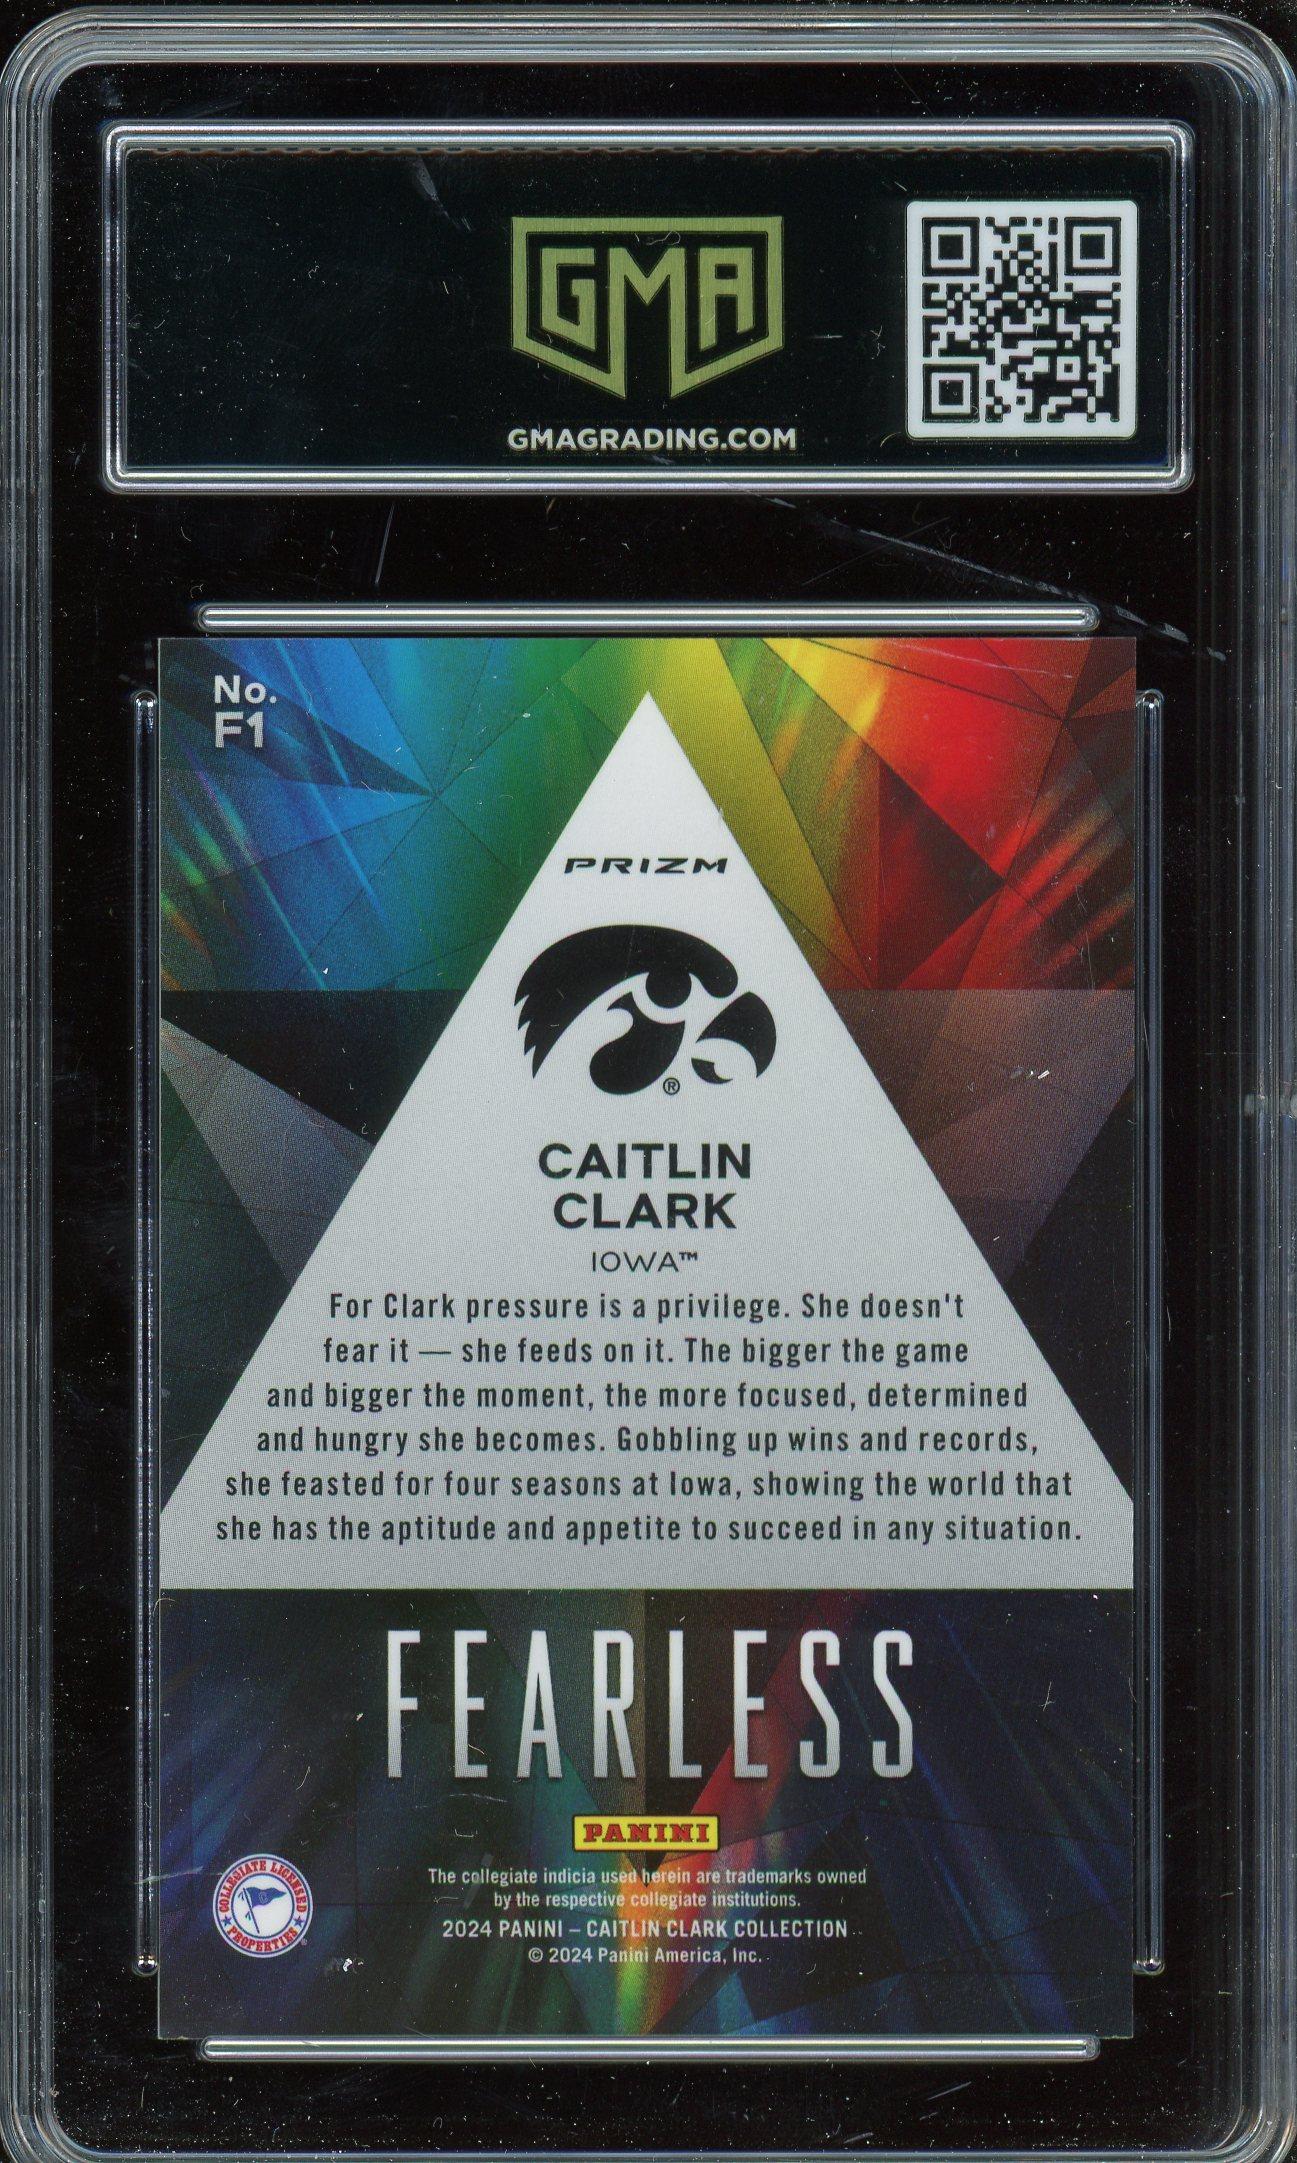 GMA
GMAGRADING.COM
No.
F1
PRIZM
®
CAITLIN
CLARK
IOWA™
For Clark pressure is a privilege. She doesn't
fear it — she feeds on it. The bigger the game
and bigger the moment, the more focused, determined
and hungry she becomes. Gobbling up wins and records,
she feasted for four seasons at Iowa, showing the world that
she has the aptitude and appetite to succeed in any situation.
FEARLESS
PANINI
The collegiate indicia used herein are trademarks owned
by the respective collegiate institutions.
2024 PANINI – CAITLIN CLARK COLLECTION
© 2024 Panini America, Inc.
COLLEGIATE LICENSED
PROPERTIES
C
®